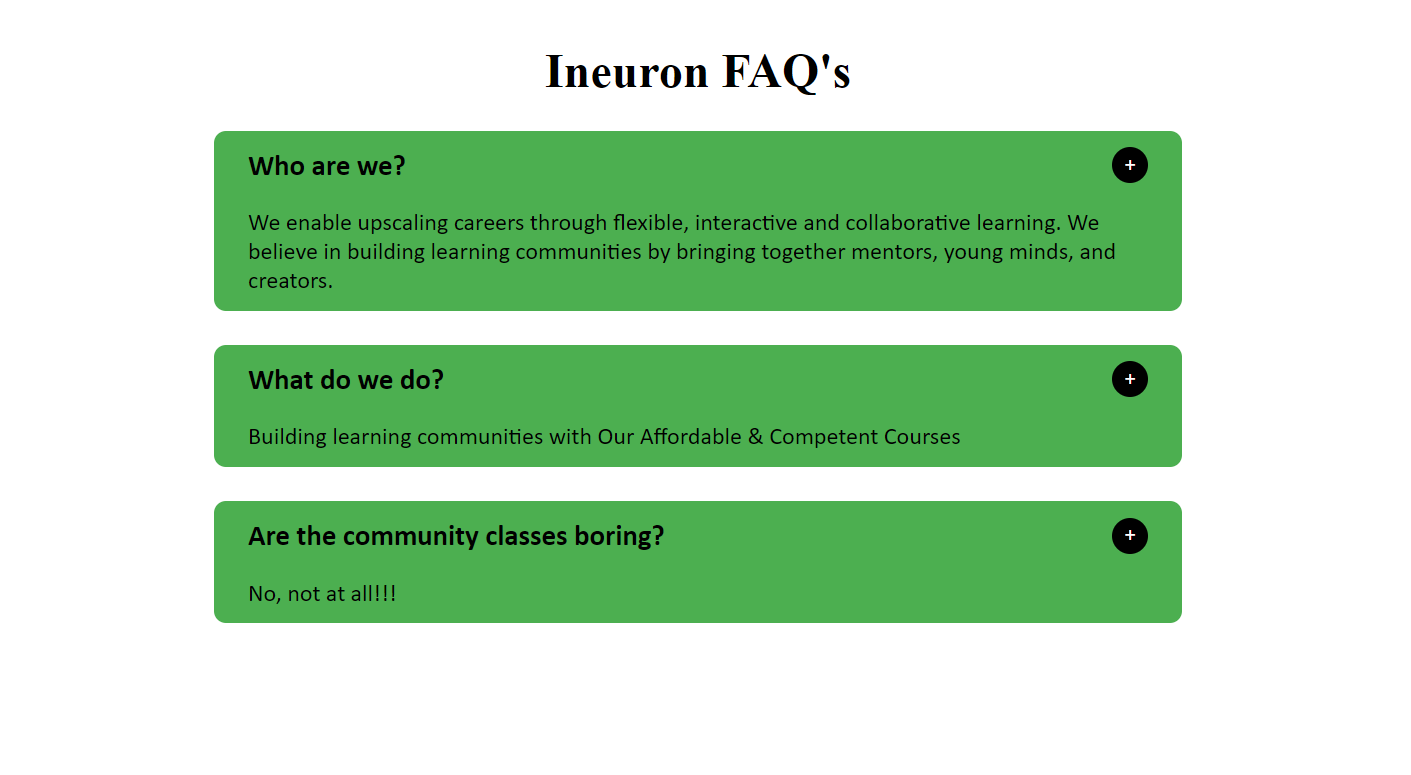 Ineuron FAQ's
Who are we?
+
We enable upscaling careers through flexible, interactive and collaborative learning. We
believe in building learning communities by bringing together mentors, young minds, and
creators.
What do we do?
+
Building learning communities with Our Affordable & Competent Courses
Are the community classes boring?
+
No, not at all!!!